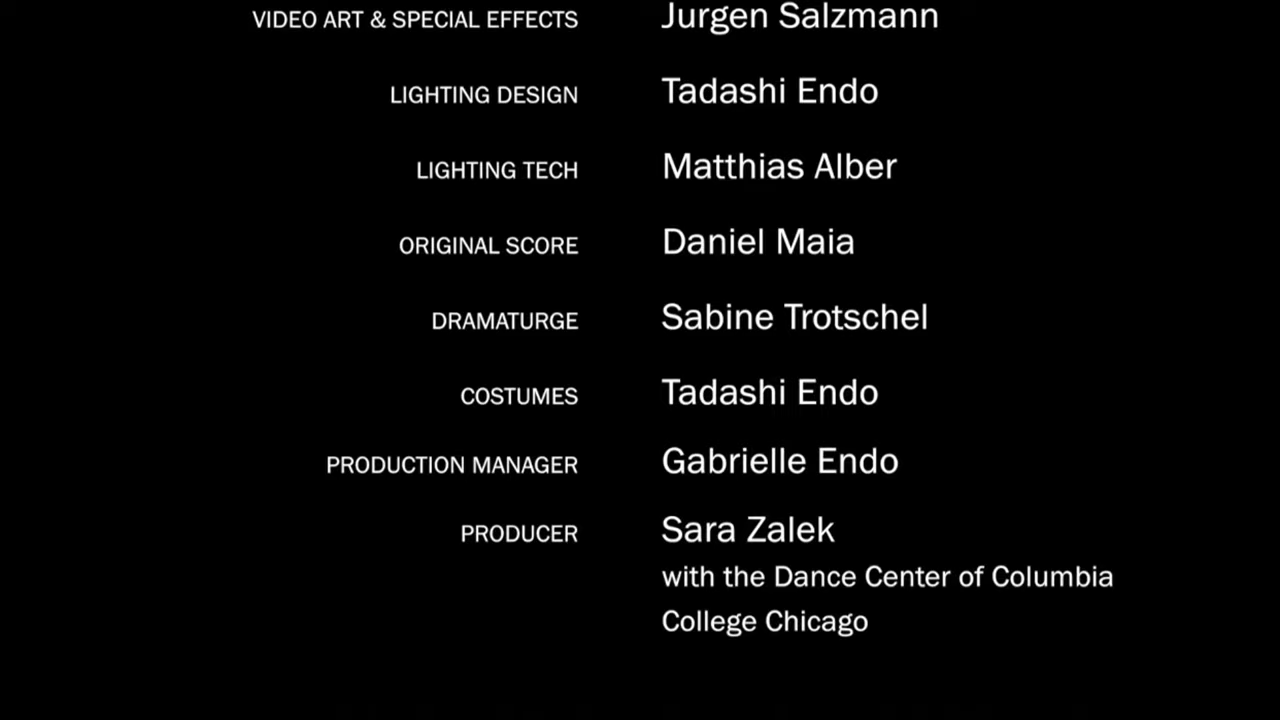 VIDEO ART & SPECIAL EFFECTS Jurgen Salzmann
LIGHTING DESIGN Tadashi Endo
LIGHTING TECH Matthias Alber
ORIGINAL SCORE Daniel Maia
DRAMATURGE Sabine Trotschel
COSTUMES Tadashi Endo
PRODUCTION MANAGER Gabrielle Endo
PRODUCER Sara Zalek
with the Dance Center of Columbia
College Chicago